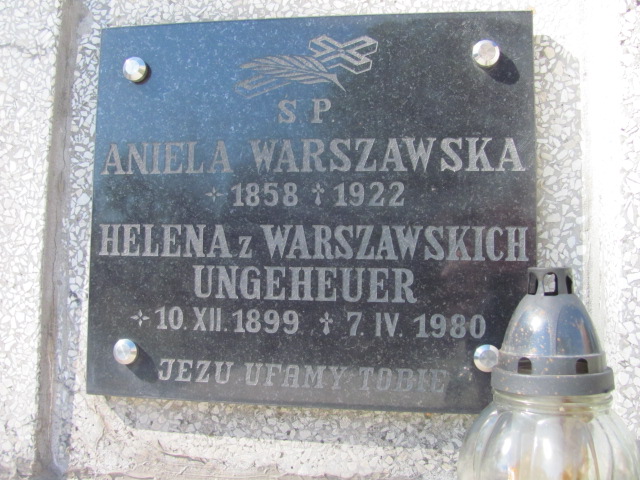 S P
ANIELA WARSZAWSKA
1858 † 1922
HELENA z WARSZAWSKICH
UNGEHEUER
10. XII. 1899 † 7. IV. 1980
JEZU UFAMY TOBIE